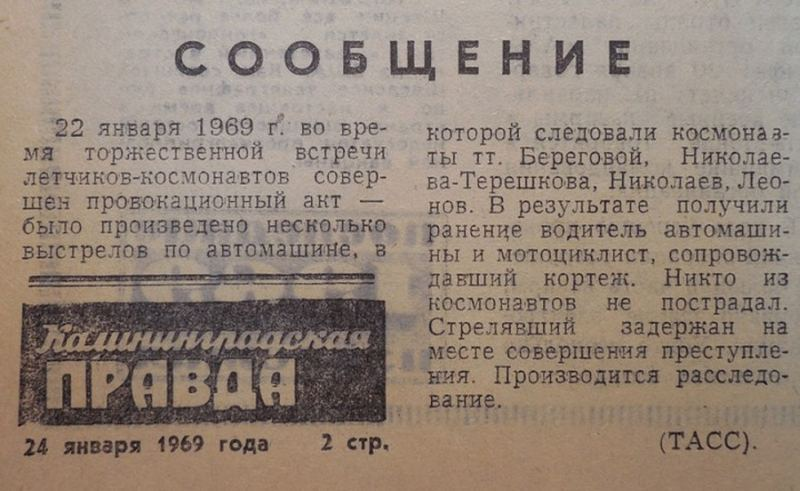 СООБЩЕНИЕ
22 января 1969 г. во вре-
мя торжественной встречи
летчиков-космонавтов совер-
шен провокационный акт —
было произведено несколько
выстрелов по автомашине, в
которой следовали космонав-
ты тт. Береговой, Николае-
ва-Терешкова, Николаев, Лео-
нов. В результате получили
ранение водитель автомаши-
ны и мотоциклист, сопровож-
давший кортеж. Никто из
космонавтов не пострадал.
Стрелявший задержан на
месте совершения преступле-
ния. Производится расследо-
вание.
(ТАСС).
Калининградская
ПРАВДА
24 января 1969 года 2 стр.